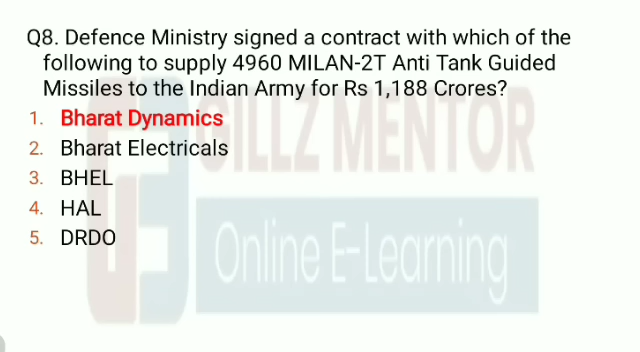 Q8. Defence Ministry signed a contract with which of the
following to supply 4960 MILAN-2T Anti Tank Guided
Missiles to the Indian Army for Rs 1,188 Crores?
1. Bharat Dynamics
2. Bharat Electricals
3. BHEL
4. HAL
5. DRDO
GILLZ MENTOR
Online E-Learning